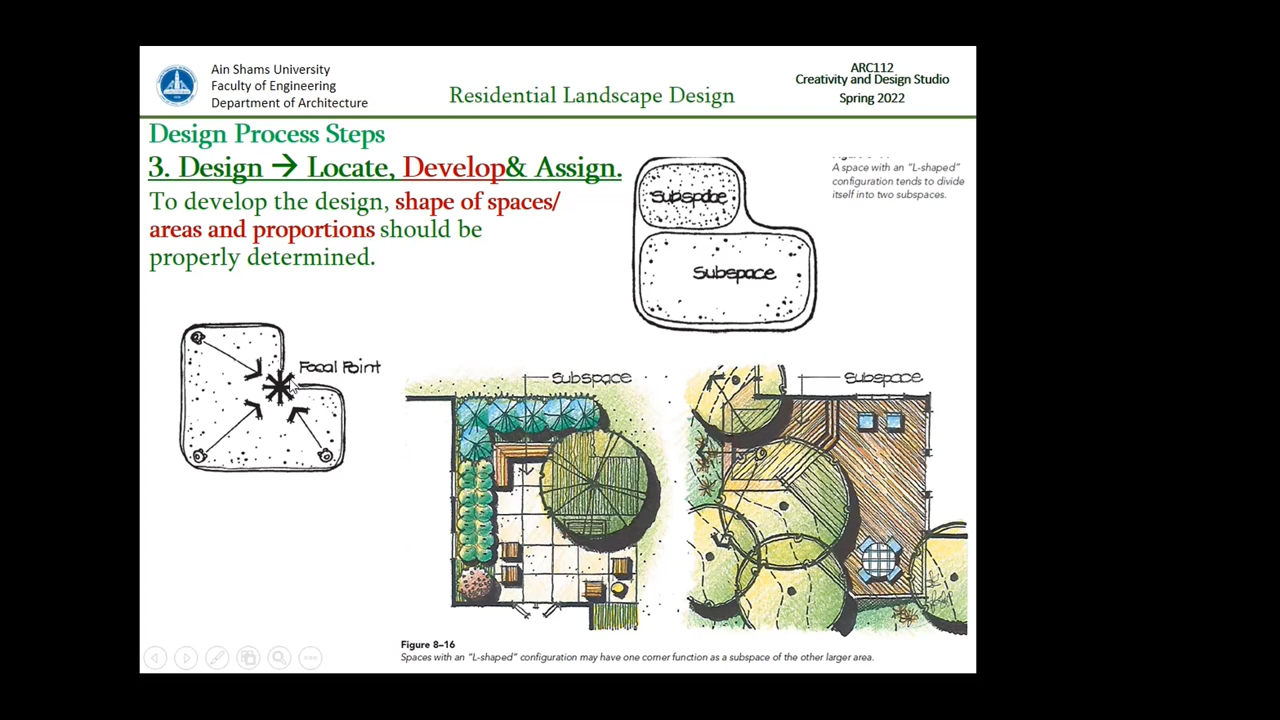 Ain Shams University
Faculty of Engineering
Department of Architecture
Residential Landscape Design
ARC112
Creativity and Design Studio
Spring 2022
Design Process Steps
3. Design → Locate, Develop& Assign.
To develop the design, shape of spaces/
areas and proportions should be
properly determined.
Subspace
Subspace
A space with an “L-shaped”
configuration tends to divide
itself into two subspaces.
Focal Point
Subspace
Subspace
Figure 8–16
Spaces with an “L-shaped” configuration may have one corner function as a subspace of the other larger area.